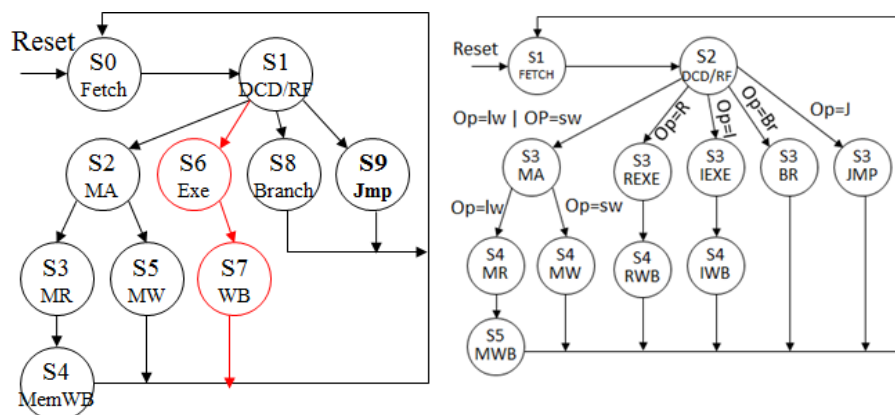 Reset
S0
Fetch
S1
DCD/RF
S2
MA
S6
Exe
S8
Branch
S9
Jmp
S3
MR
S5
MW
S7
WB
S4
MemWB
Reset
S1
FETCH
S2
DCD/RF
Op=lw | OP=sw
Op=R
Op=I
Op=Br
Op=J
S3
MA
S3
REXE
S3
IEXE
S3
BR
S3
JMP
Op=lw
Op=sw
S4
MR
S4
MW
S4
RWB
S4
IWB
S5
MWB